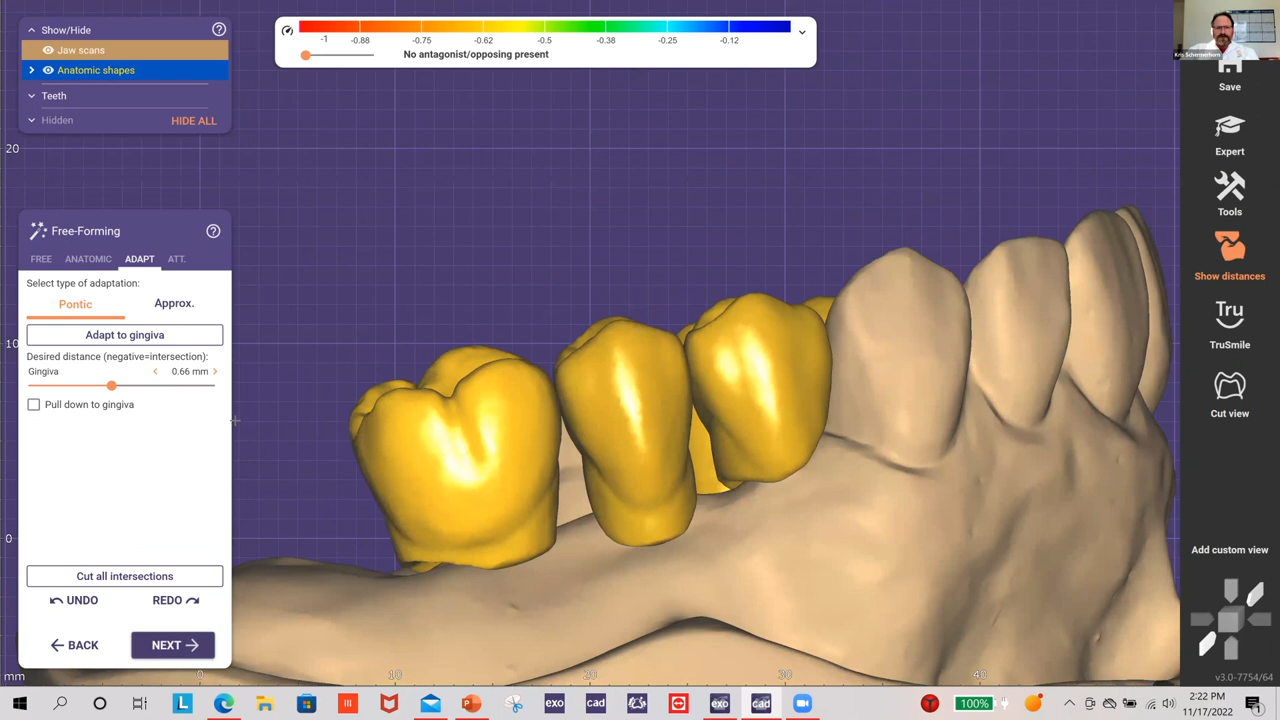 Show/Hide
Jaw scans
Anatomic shapes
Teeth
Hidden
HIDE ALL
-1
-0.88
-0.75
-0.62
-0.5
-0.38
-0.25
-0.12
No antagonist/opposing present
Kris Schermerhorn
Save
Expert
Tools
Show distances
Tru
TruSmile
Cut view
Add custom view
v3.0-7754/64
20
10
0
Free-Forming
FREE
ANATOMIC
ADAPT
ATT.
Select type of adaptation:
Pontic
Approx.
Adapt to gingiva
Desired distance (negative=intersection):
Gingiva
0.66 mm
Pull down to gingiva
Cut all intersections
UNDO
REDO
BACK
NEXT
mm
0
10
20
30
40
L
exo
cad
exo
cad
100%
2:22 PM
11/17/2022
1